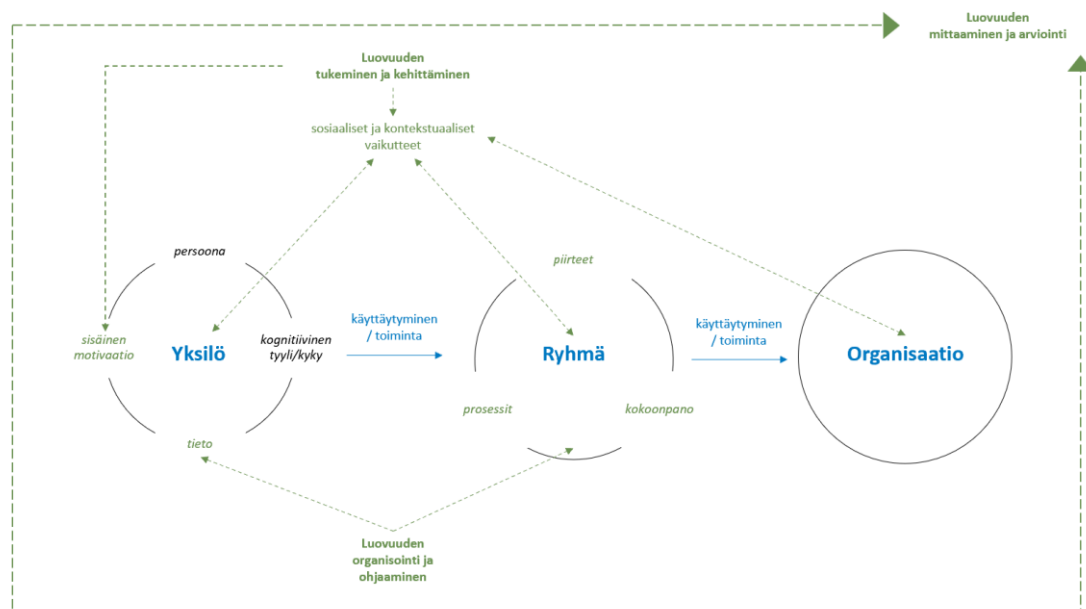 Luovuuden
mittaaminen ja arviointi
Luovuuden
tukeminen ja kehittäminen
sosiaaliset ja kontekstuaaliset
vaikutteet
persoona
piirteet
sisäinen
motivaatio
Yksilö
kognitiivinen
tyyli/kyky
käyttäytyminen
/ toiminta
Ryhmä
käyttäytyminen
/ toiminta
Organisaatio
prosessit
kokoonpano
tieto
Luovuuden
organisointi ja
ohjaaminen